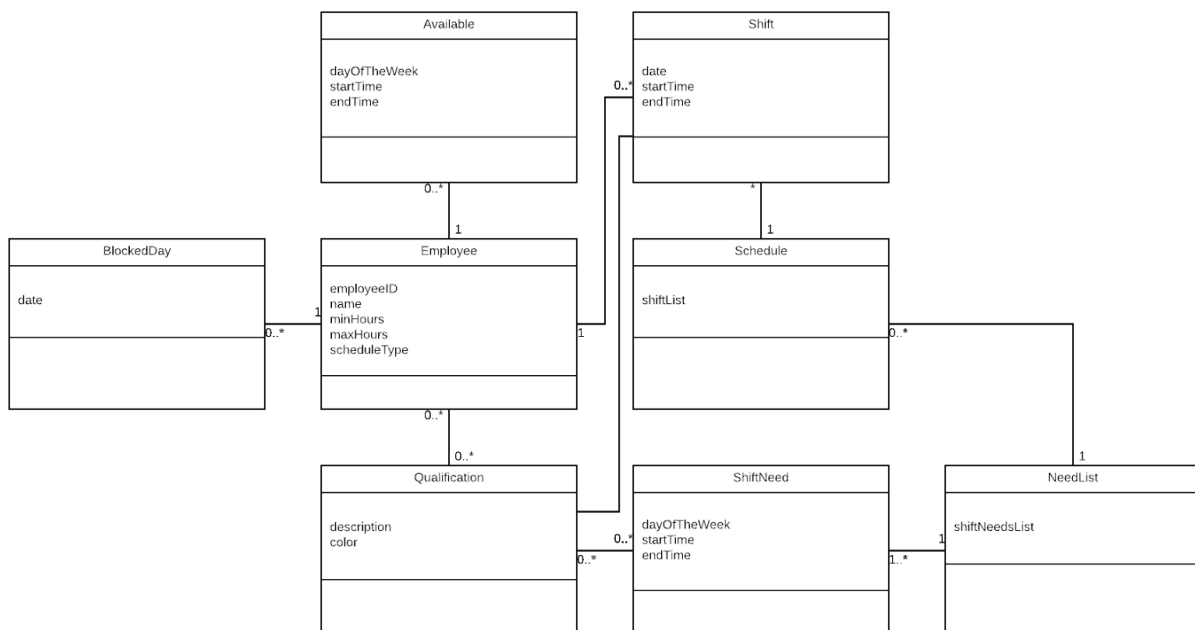 Available
dayOfTheWeek
startTime
endTime
0..*
1
Shift
date
startTime
endTime
0..*
*
1
BlockedDay
date
0..*
1
Employee
employeeID
name
minHours
maxHours
scheduleType
1
0..*
0..*
Schedule
shiftList
0..*
1
Qualification
description
color
0..*
0..*
ShiftNeed
dayOfTheWeek
startTime
endTime
1..*
1
NeedList
shiftNeedsList